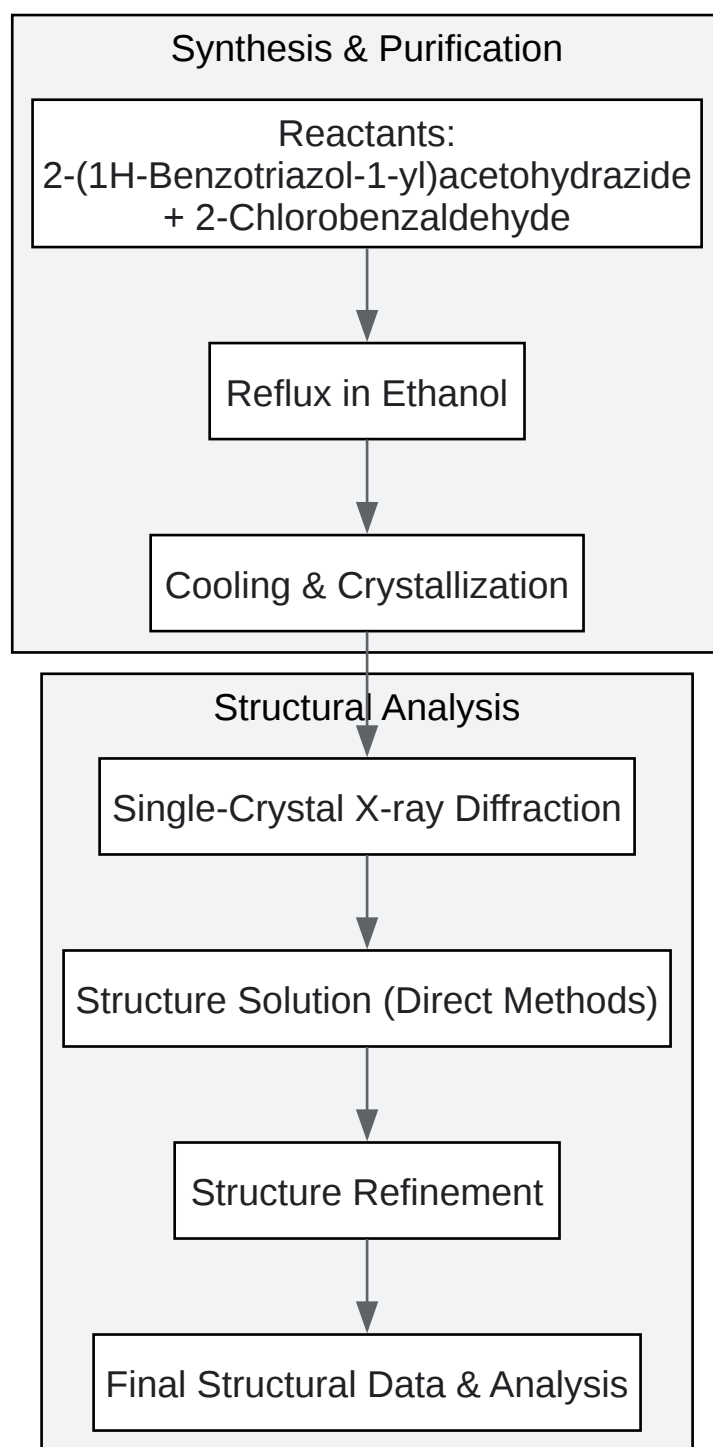 Synthesis & Purification
Reactants:
2-(1H-Benzotriazol-1-yl)acetohydrazide
+ 2-Chlorobenzaldehyde
Reflux in Ethanol
Cooling & Crystallization
Structural Analysis
Single-Crystal X-ray Diffraction
Structure Solution (Direct Methods)
Structure Refinement
Final Structural Data & Analysis